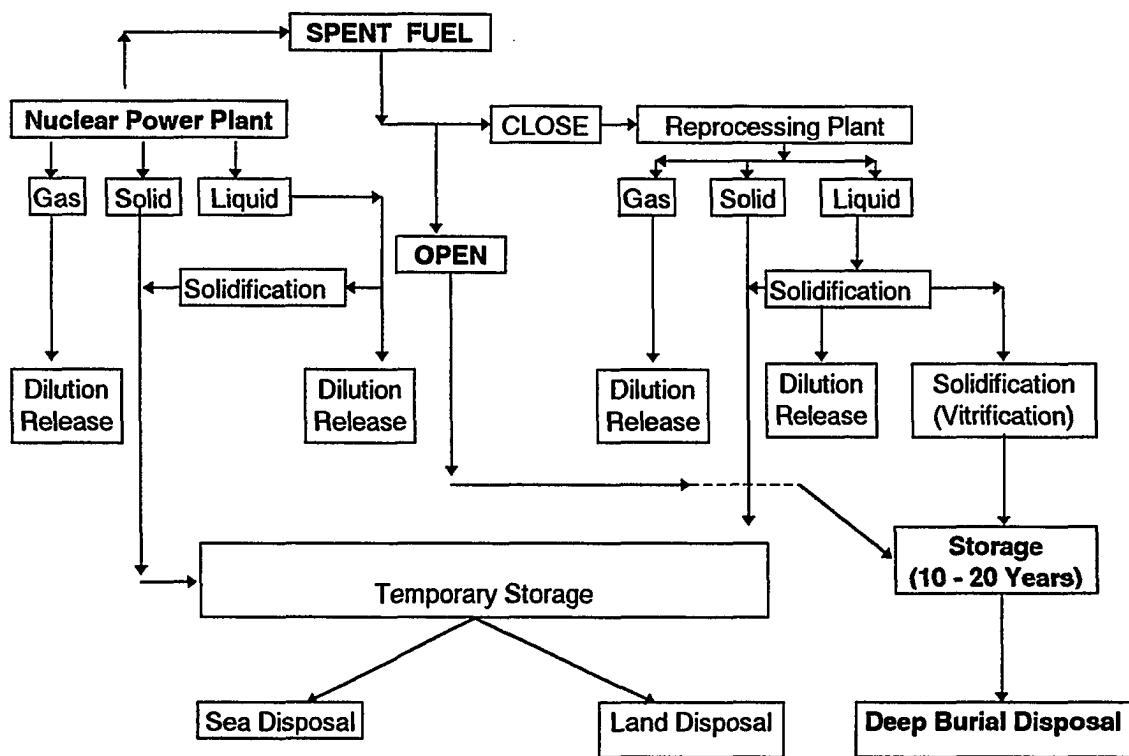 SPENT FUEL
Nuclear Power Plant
CLOSE
Reprocessing Plant
Gas
Solid
Liquid
Gas
Solid
Liquid
OPEN
Solidification
Solidification
Dilution
Release
Dilution
Release
Dilution
Release
Dilution
Release
Solidification
(Vitrification)
Storage
(10 - 20 Years)
Temporary Storage
Sea Disposal
Land Disposal
Deep Burial Disposal